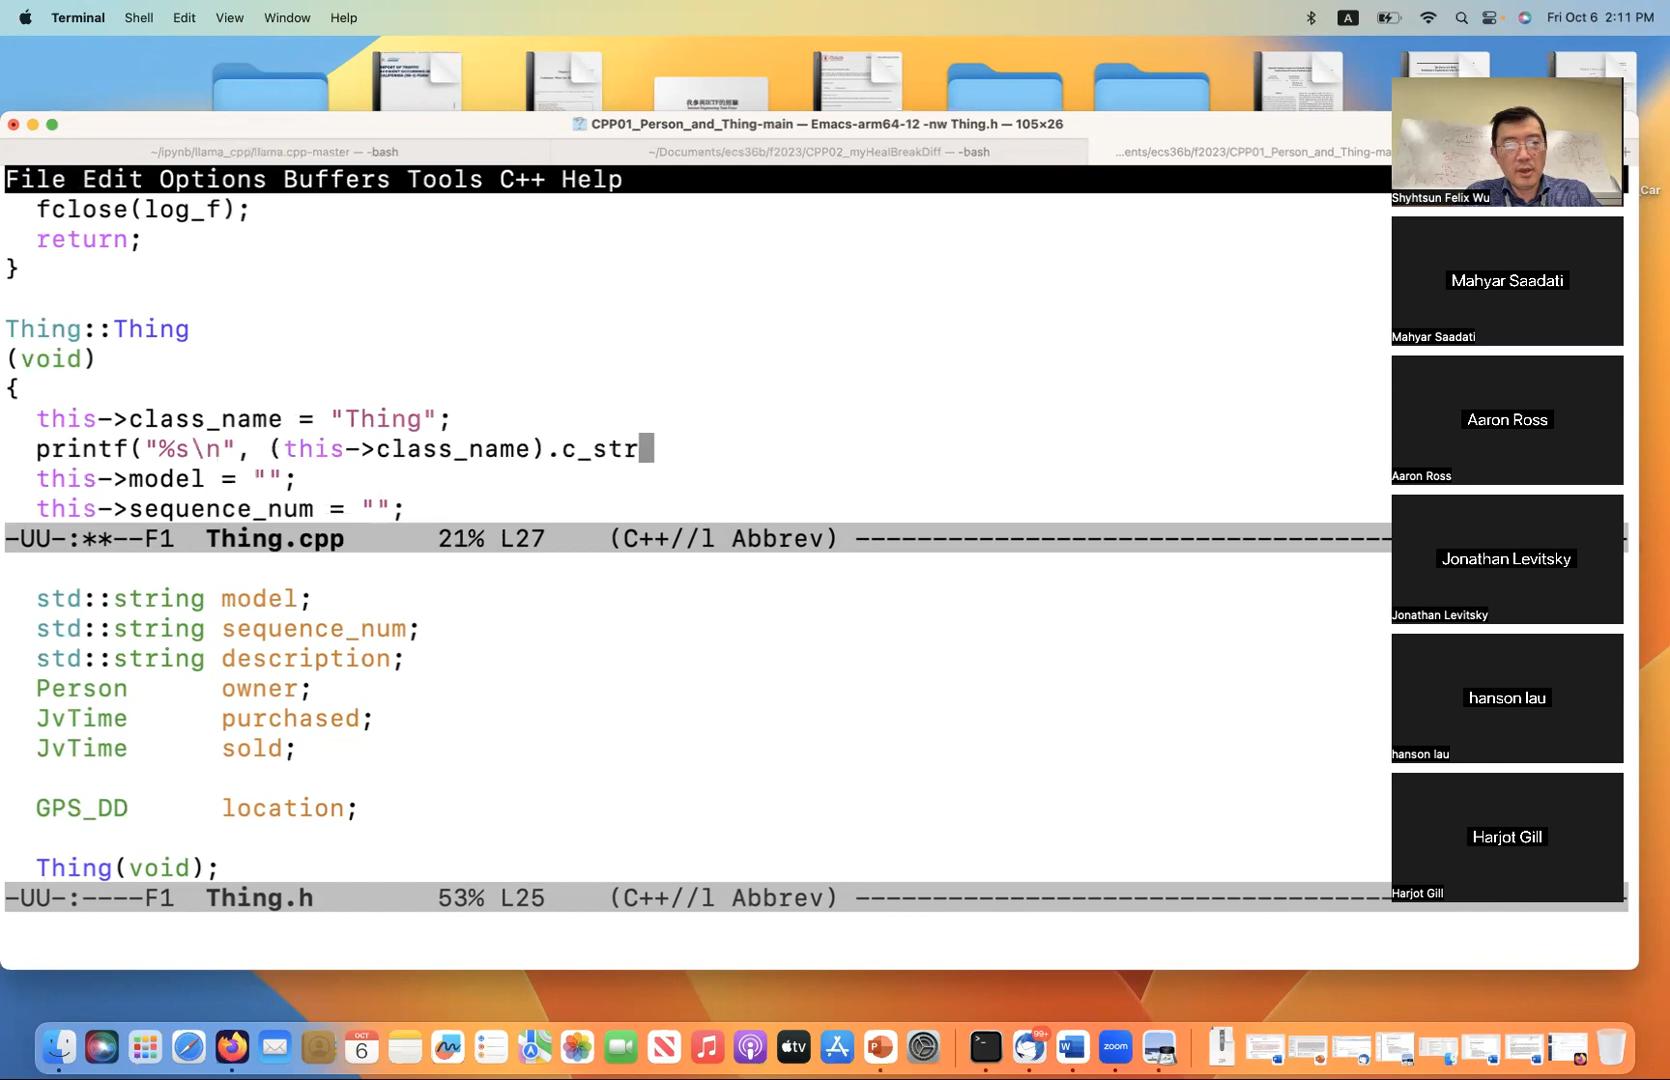 Terminal Shell Edit View Window Help
A
Fri Oct 6 2:11 PM
CPP01_Person_and_Thing-main — Emacs-arm64-12 -nw Thing.h — 105×26
~/ipynb/llama_cpp/llama.cpp-master — -bash
~/Documents/ecs36b/f2023/CPP02_myHealBreakDiff — -bash
...ents/ecs36b/f2023/CPP01_Person_and_Thing-ma
File Edit Options Buffers Tools C++ Help
fclose(log_f);
return;
}
Thing::Thing
(void)
{
this->class_name = "Thing";
printf("%s\n", (this->class_name).c_str
this->model = "";
this->sequence_num = "";
-UU-:**--F1 Thing.cpp 21% L27 (C++//l Abbrev) -----------------------------------
std::string model;
std::string sequence_num;
std::string description;
Person owner;
JvTime purchased;
JvTime sold;
GPS_DD location;
Thing(void);
-UU-:----F1 Thing.h 53% L25 (C++//l Abbrev) -----------------------------------
Shyhtsun Felix Wu
Car
Mahyar Saadati
Mahyar Saadati
Aaron Ross
Aaron Ross
Jonathan Levitsky
Jonathan Levitsky
hanson lau
hanson lau
Harjot Gill
Harjot Gill
OCT
6
tv
99+
zoom